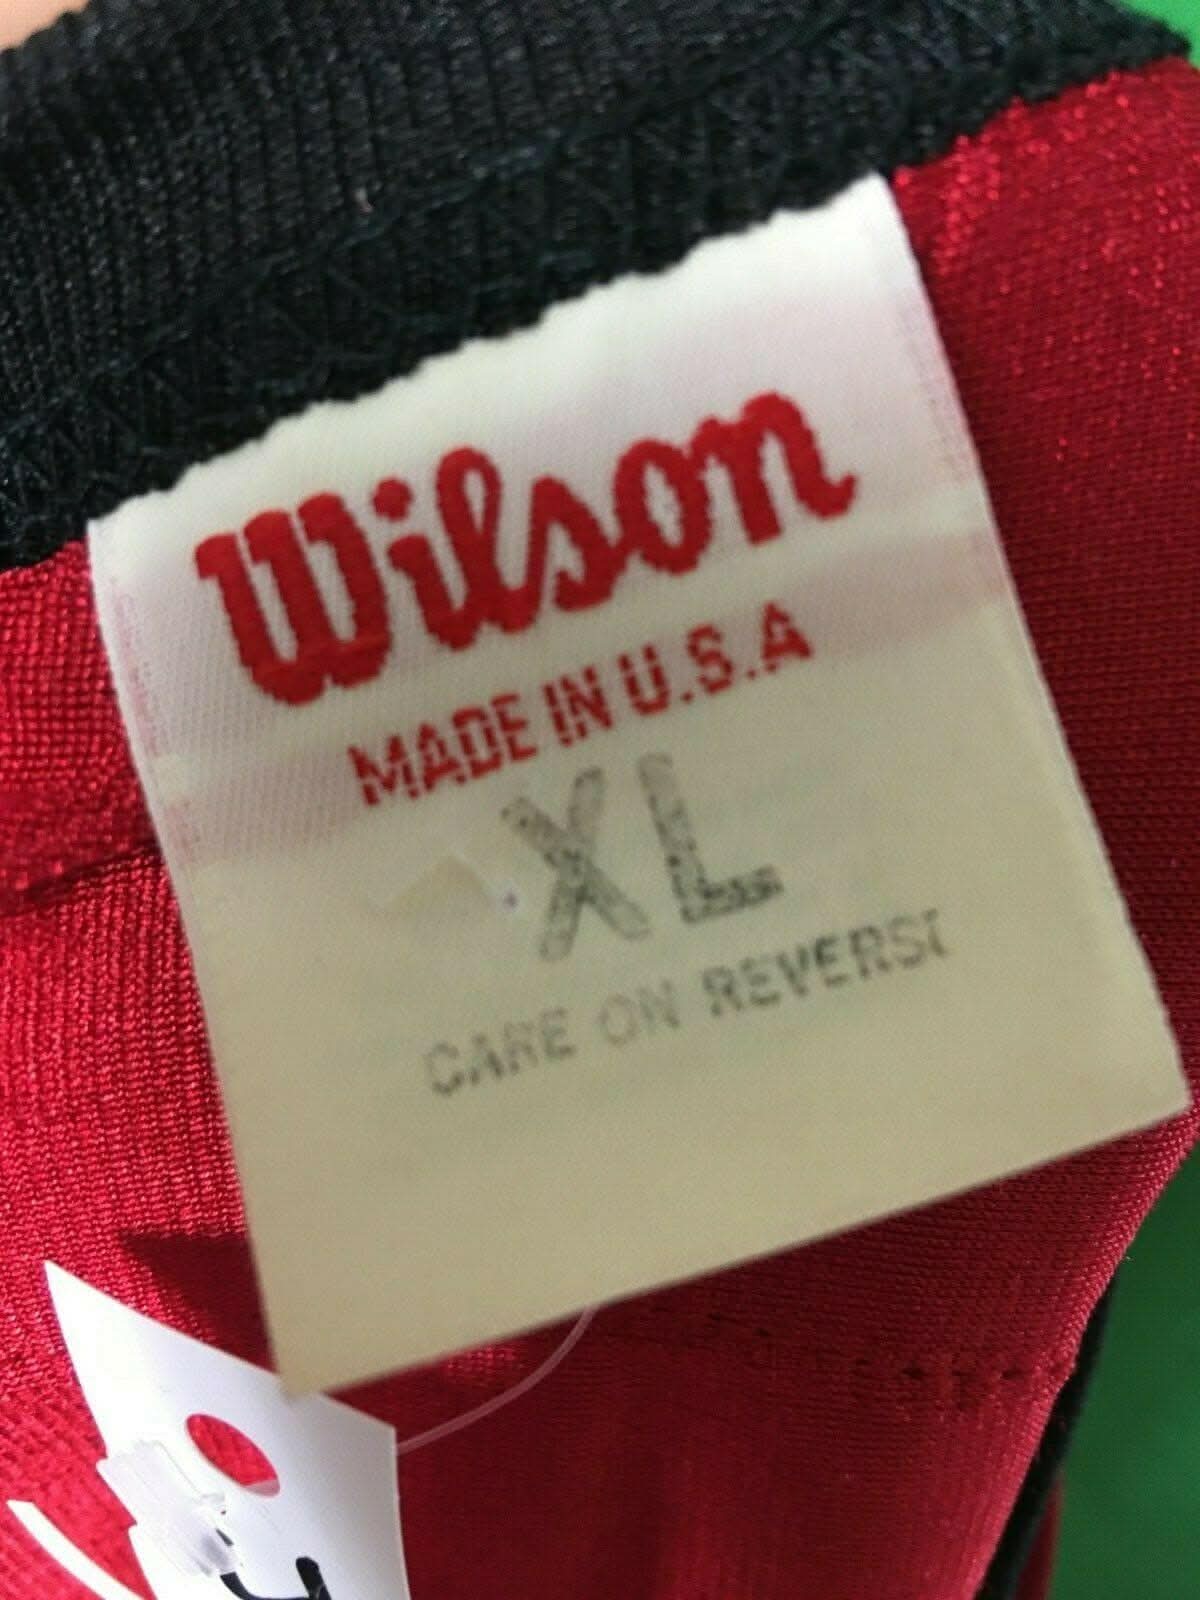 Wilson
MADE IN U.S.A
XL
CARE ON REVERSE